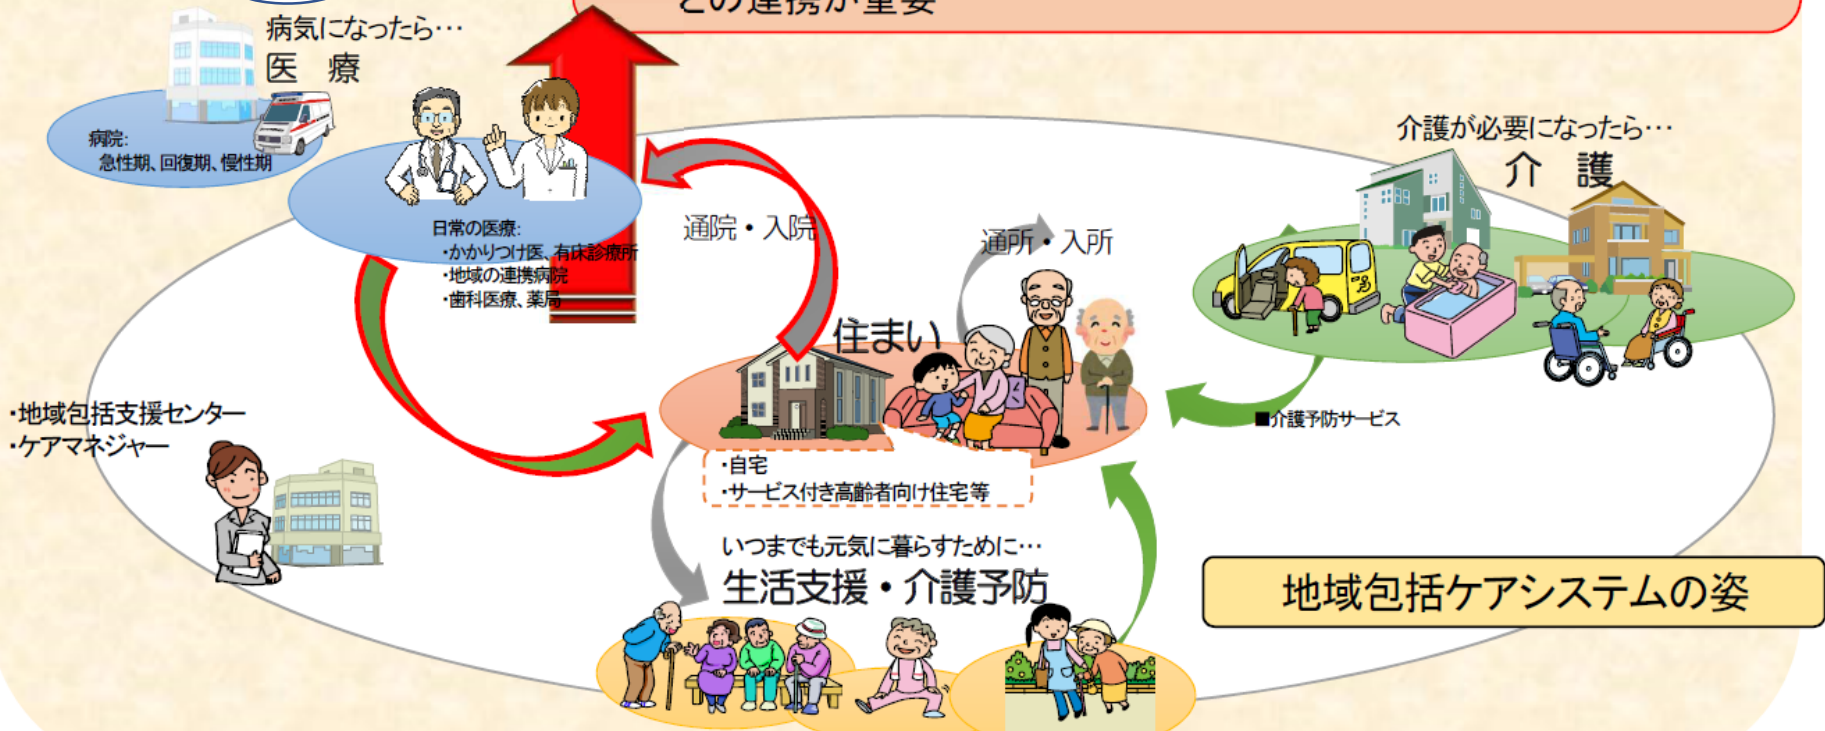 との連携が重要
病気になったら…
医 療
病院:
急性期、回復期、慢性期
日常の医療:
・かかりつけ医、有床診療所
・地域の連携病院
・歯科医療、薬局
通院・入院
通所・入所
介護が必要になったら…
介 護
住まい
・地域包括支援センター
・ケアマネジャー
■介護予防サービス
・自宅
・サービス付き高齢者向け住宅等
いつまでも元気に暮らすために…
生活支援・介護予防
地域包括ケアシステムの姿